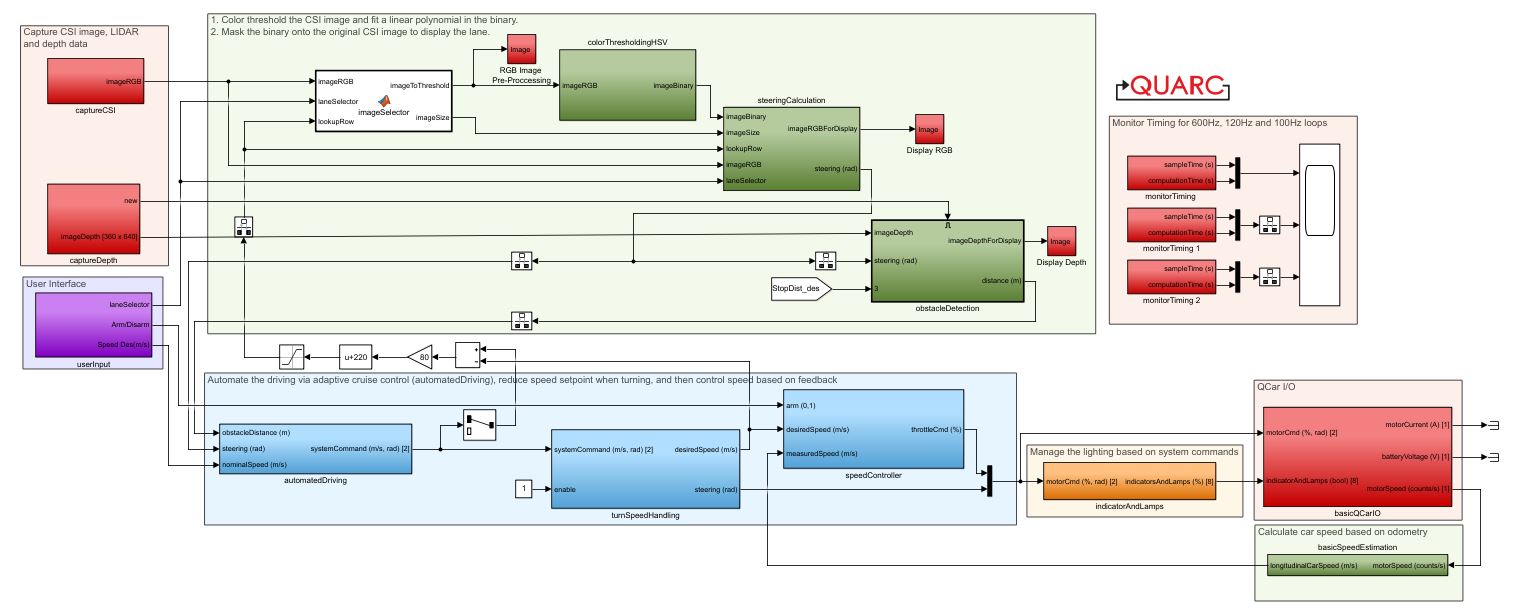 1. Color threshold the CSI image and fit a linear polynomial in the binary.
2. Mask the binary onto the original CSI image to display the lane.
Capture CSI image, LIDAR
and depth data
imageRGB
captureCSI
new
imageDepth [360 x 640]
captureDepth
User Interface
laneSelector
Arm/Disarm
Speed Des(m/s)
userInput
imageRGB
laneSelector
lookupRow
imageToThreshold
imageSize
imageSelector
Image
RGB Image
Pre-Proccessing
colorThresholdingHSV
imageRGB
imageBinary
steeringCalculation
imageBinary
imageSize
lookupRow
imageRGB
laneSelector
imageRGBForDisplay
steering (rad)
Image
Display RGB
imageDepth
steering (rad)
3
imageDepthForDisplay
distance (m)
obstacleDetection
StopDist_des
Image
Display Depth
QUARC
Monitor Timing for 600Hz, 120Hz and 100Hz loops
sampleTime (s)
computationTime (s)
monitorTiming
sampleTime (s)
computationTime (s)
monitorTiming 1
sampleTime (s)
computationTime (s)
monitorTiming 2
u+220
80
+
−
Automate the driving via adaptive cruise control (automatedDriving), reduce speed setpoint when turning, and then control speed based on feedback
obstacleDistance (m)
steering (rad)
nominalSpeed (m/s)
systemCommand (m/s, rad) [2]
automatedDriving
1
systemCommand (m/s, rad) [2]
enable
desiredSpeed (m/s)
steering (rad)
turnSpeedHandling
arm (0,1)
desiredSpeed (m/s)
measuredSpeed (m/s)
throttleCmd (%)
speedController
Manage the lighting based on system commands
motorCmd (%, rad) [2]
indicatorsAndLamps (%) [8]
indicatorAndLamps
QCar I/O
motorCmd (%, rad) [2]
indicatorAndLamps (bool) [8]
motorCurrent (A) [1]
batteryVoltage (V) [1]
motorSpeed (counts/s) [1]
basicQCarIO
Calculate car speed based on odometry
basicSpeedEstimation
longitudinalCarSpeed (m/s)
motorSpeed (counts/s)